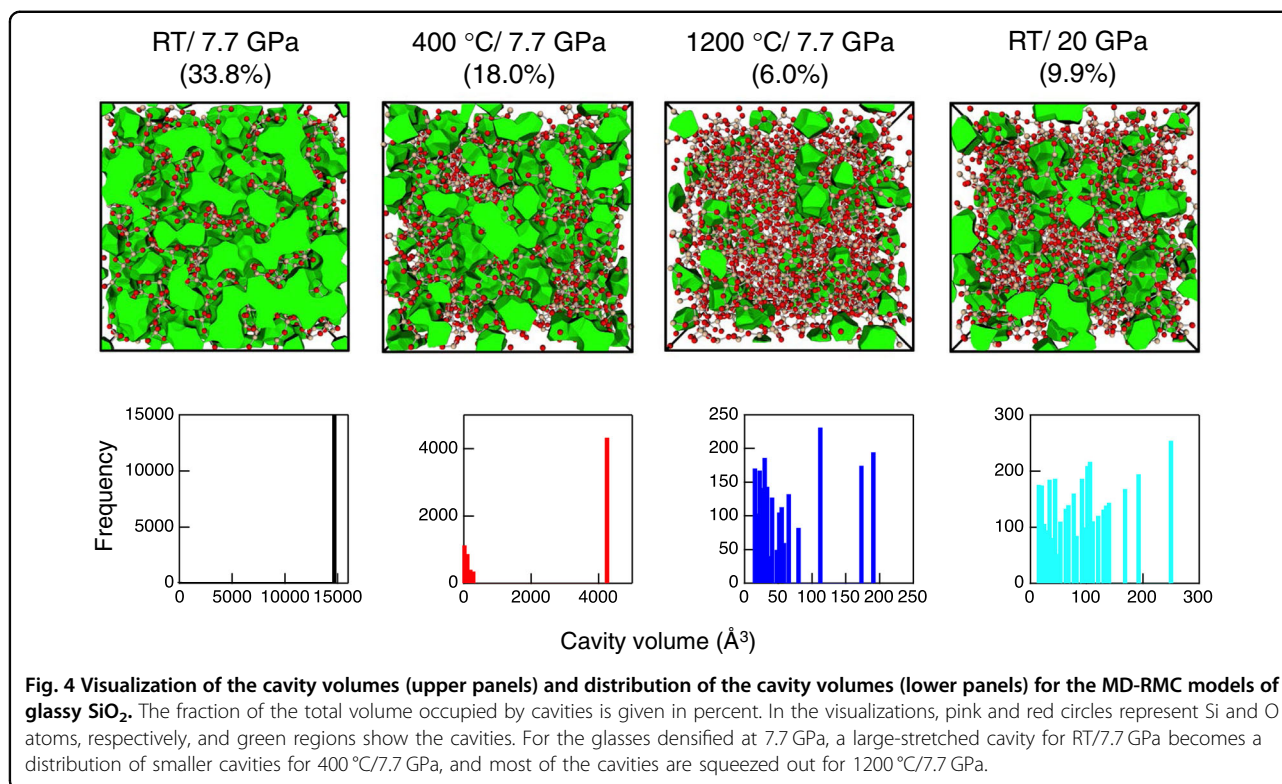 RT/ 7.7 GPa
(33.8%)
400 °C/ 7.7 GPa
(18.0%)
1200 °C/ 7.7 GPa
(6.0%)
RT/ 20 GPa
(9.9%)
Frequency
15000
10000
5000
0
0 5000 10000 15000
4000
2000
0
0 2000 4000
250
200
150
100
50
0
0 50 100 150 200 250
300
200
100
0
0 100 200 300
Cavity volume (Å³)
Fig. 4 Visualization of the cavity volumes (upper panels) and distribution of the cavity volumes (lower panels) for the MD-RMC models of
glassy SiO₂. The fraction of the total volume occupied by cavities is given in percent. In the visualizations, pink and red circles represent Si and O
atoms, respectively, and green regions show the cavities. For the glasses densified at 7.7 GPa, a large-stretched cavity for RT/7.7 GPa becomes a
distribution of smaller cavities for 400 °C/7.7 GPa, and most of the cavities are squeezed out for 1200 °C/7.7 GPa.